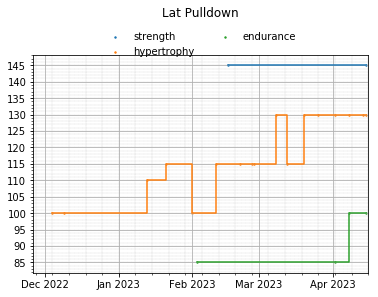 Lat Pulldown
strength
endurance
hypertrophy
145
140
135
130
125
120
115
110
105
100
95
90
85
Dec 2022
Jan 2023
Feb 2023
Mar 2023
Apr 2023